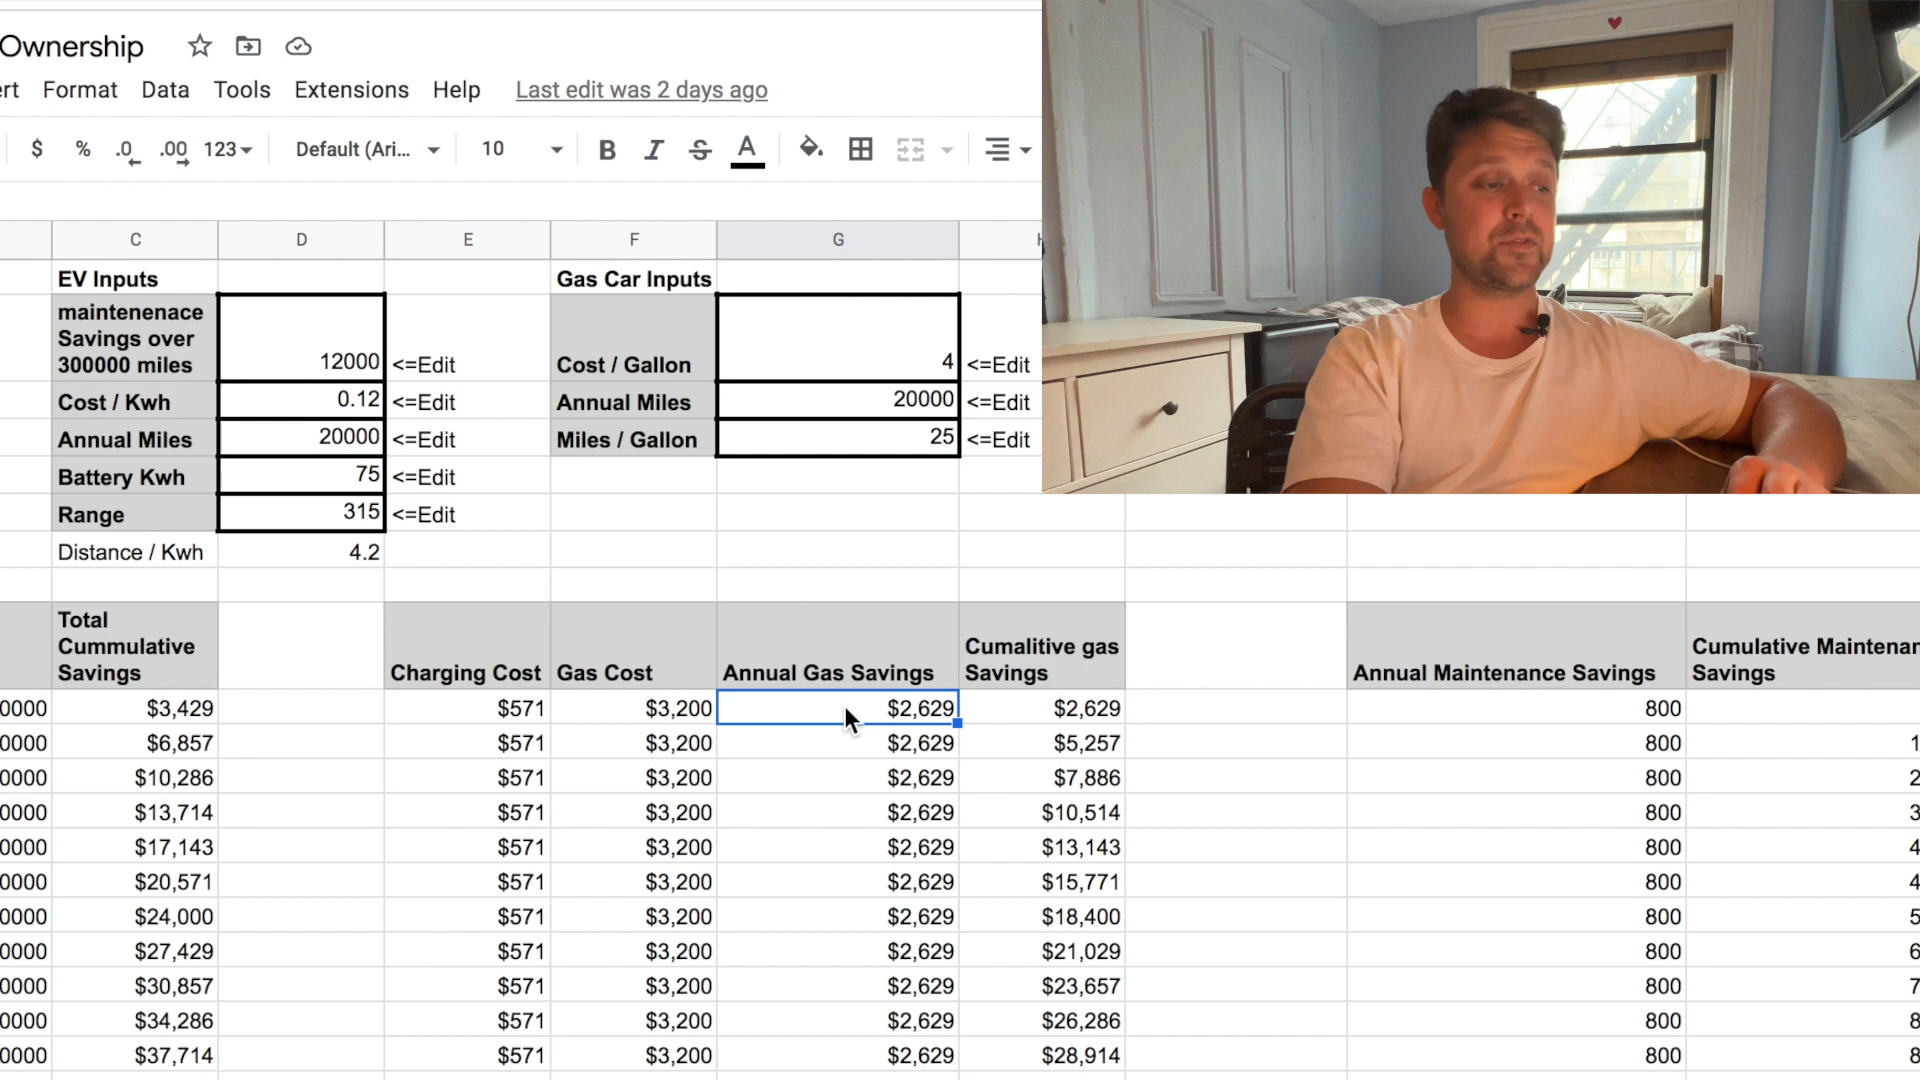 Ownership
Format Data Tools Extensions Help Last edit was 2 days ago
$ % .0 .00 123 Default (Ari... 10 B I S A
C D E F G
EV Inputs Gas Car Inputs
maintenenace
Savings over
300000 miles 12000 <=Edit Cost / Gallon 4 <=Edit
Cost / Kwh 0.12 <=Edit Annual Miles 20000 <=Edit
Annual Miles 20000 <=Edit Miles / Gallon 25 <=Edit
Battery Kwh 75 <=Edit
Range 315 <=Edit
Distance / Kwh 4.2
Total
Cummulative
Savings Charging Cost Gas Cost Annual Gas Savings Cumalitive gas
Savings Annual Maintenance Savings Cumulative Maintenan
Savings
0000 $3,429 $571 $3,200 $2,629 $2,629 800
0000 $6,857 $571 $3,200 $2,629 $5,257 800 1
0000 $10,286 $571 $3,200 $2,629 $7,886 800 2
0000 $13,714 $571 $3,200 $2,629 $10,514 800 3
0000 $17,143 $571 $3,200 $2,629 $13,143 800 4
0000 $20,571 $571 $3,200 $2,629 $15,771 800 4
0000 $24,000 $571 $3,200 $2,629 $18,400 800 5
0000 $27,429 $571 $3,200 $2,629 $21,029 800 6
0000 $30,857 $571 $3,200 $2,629 $23,657 800 7
0000 $34,286 $571 $3,200 $2,629 $26,286 800 8
0000 $37,714 $571 $3,200 $2,629 $28,914 800 8